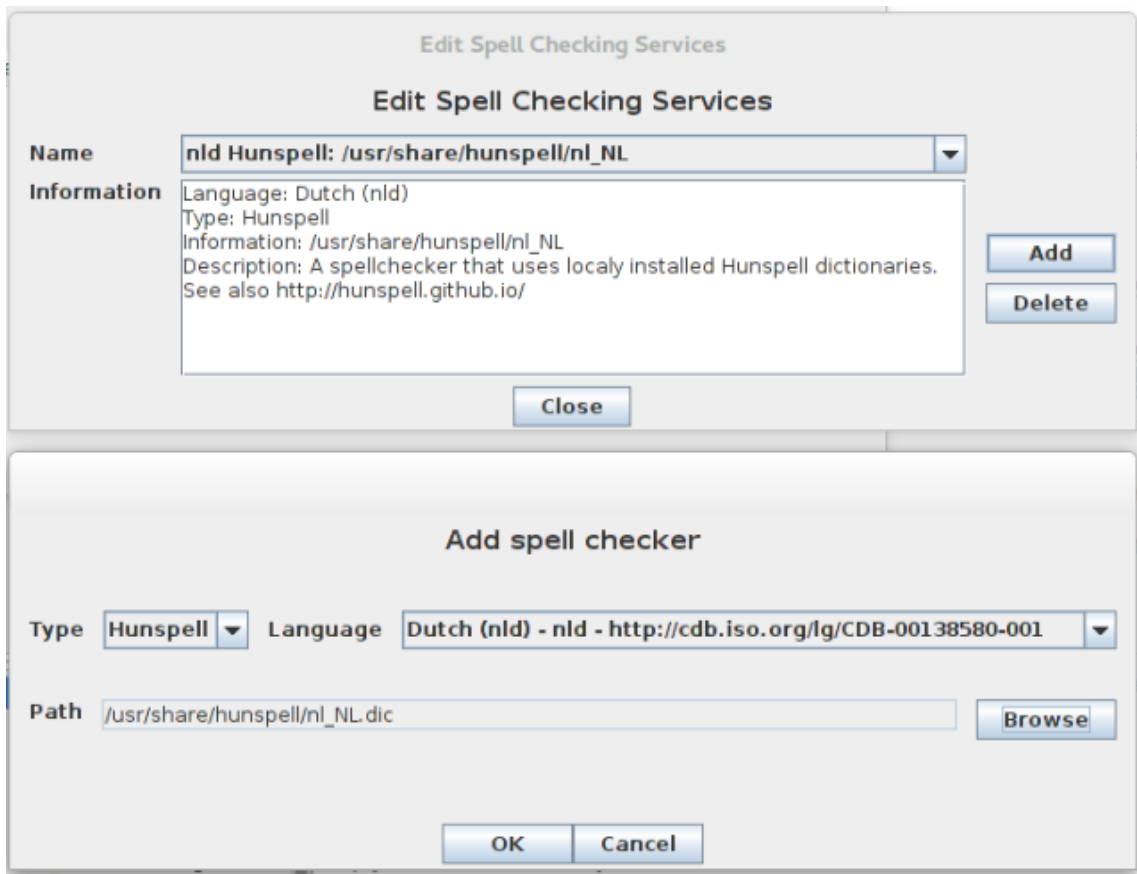 Edit Spell Checking Services
Edit Spell Checking Services
Name nld Hunspell: /usr/share/hunspell/nl_NL
Information Language: Dutch (nld)
Type: Hunspell
Information: /usr/share/hunspell/nl_NL
Description: A spellchecker that uses localy installed Hunspell dictionaries.
See also http://hunspell.github.io/
Add
Delete
Close
Add spell checker
Type Hunspell Language Dutch (nld) - nld - http://cdb.iso.org/lg/CDB-00138580-001
Path /usr/share/hunspell/nl_NL.dic Browse
OK Cancel